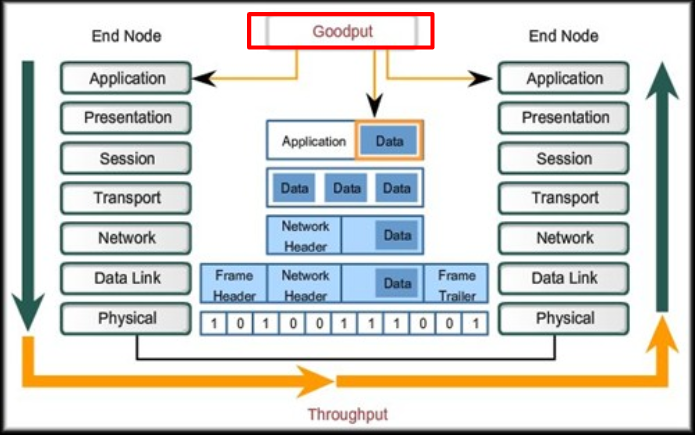 Goodput
End Node
End Node
Application
Presentation
Session
Transport
Network
Data Link
Physical
Application Data
Data Data Data
Network
Header
Data
Frame
Header
Network
Header
Data
Frame
Trailer
1 0 1 0 0 1 1 1 0 0 1
Application
Presentation
Session
Transport
Network
Data Link
Physical
Throughput